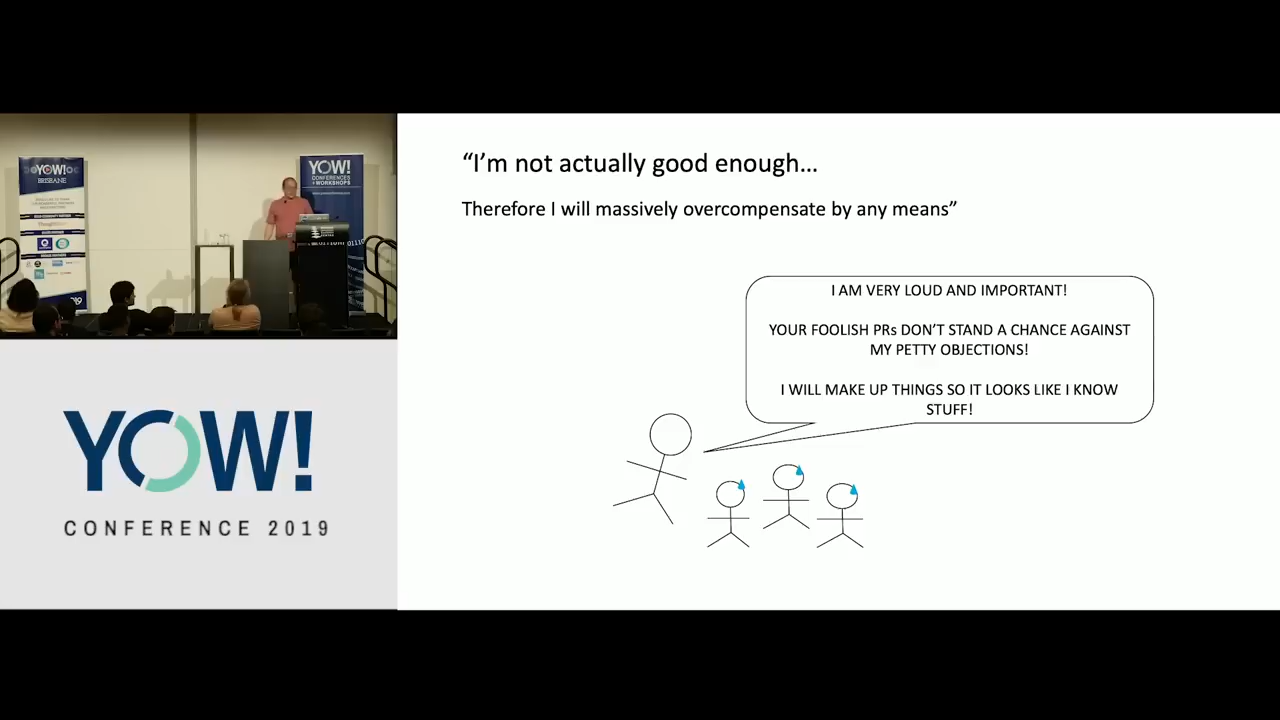 YOW!
BRISBANE
YOW!
CONFERENCES
+WORKSHOPS
YOW!
CONFERENCE 2019
“I’m not actually good enough…
Therefore I will massively overcompensate by any means”
I AM VERY LOUD AND IMPORTANT!
YOUR FOOLISH PRs DON’T STAND A CHANCE AGAINST
MY PETTY OBJECTIONS!
I WILL MAKE UP THINGS SO IT LOOKS LIKE I KNOW
STUFF!